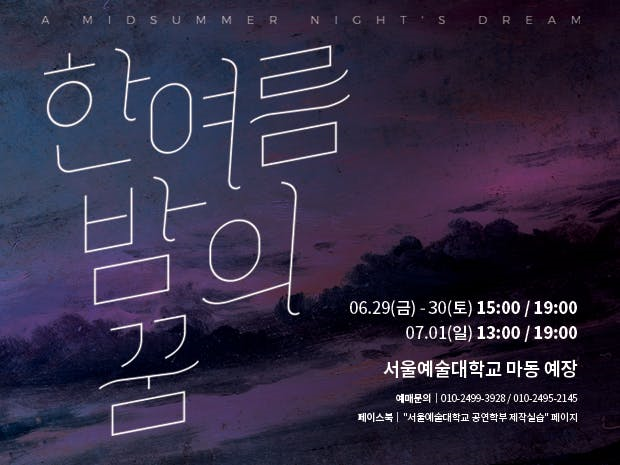 A MIDSUMMER NIGHT'S DREAM
한여름
밤의
꿈
06.29(금) - 30(토) 15:00 / 19:00
07.01(일) 13:00 / 19:00
서울예술대학교 마동 예장
예매문의 | 010-2499-3928 / 010-2495-2145
페이스북 | "서울예술대학교 공연학부 제작실습" 페이지